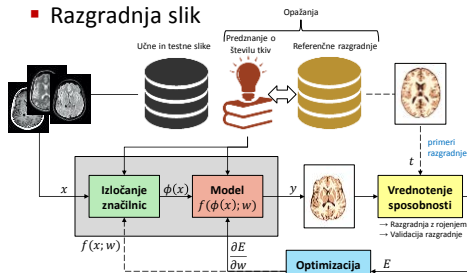 ▪ Razgradnja slik
Opažanja
Učne in testne slike
Predznanje o
številu tkiv
Referenčne razgradnje
primeri
razgradnje
x
Izločanje
značilnic
ϕ(x)
Model
f(ϕ(x); w)
y
t
Vrednotenje
sposobnosti
→ Razgradnja z rojenjem
→ Validacija razgradnje
f(x; w)
∂E
∂w
Optimizacija
E